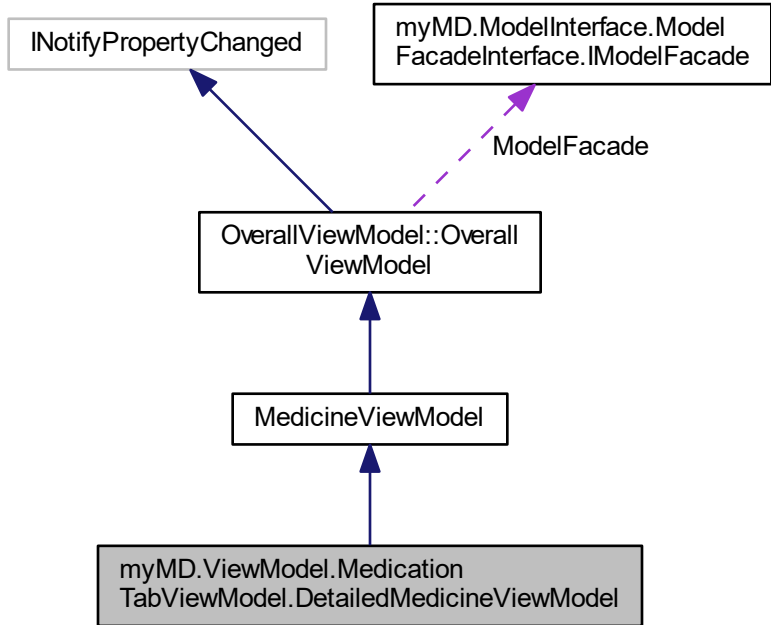 INotifyPropertyChanged
myMD.ModelInterface.Model
FacadeInterface.IModelFacade
ModelFacade
OverallViewModel::Overall
ViewModel
MedicineViewModel
myMD.ViewModel.Medication
TabViewModel.DetailedMedicineViewModel